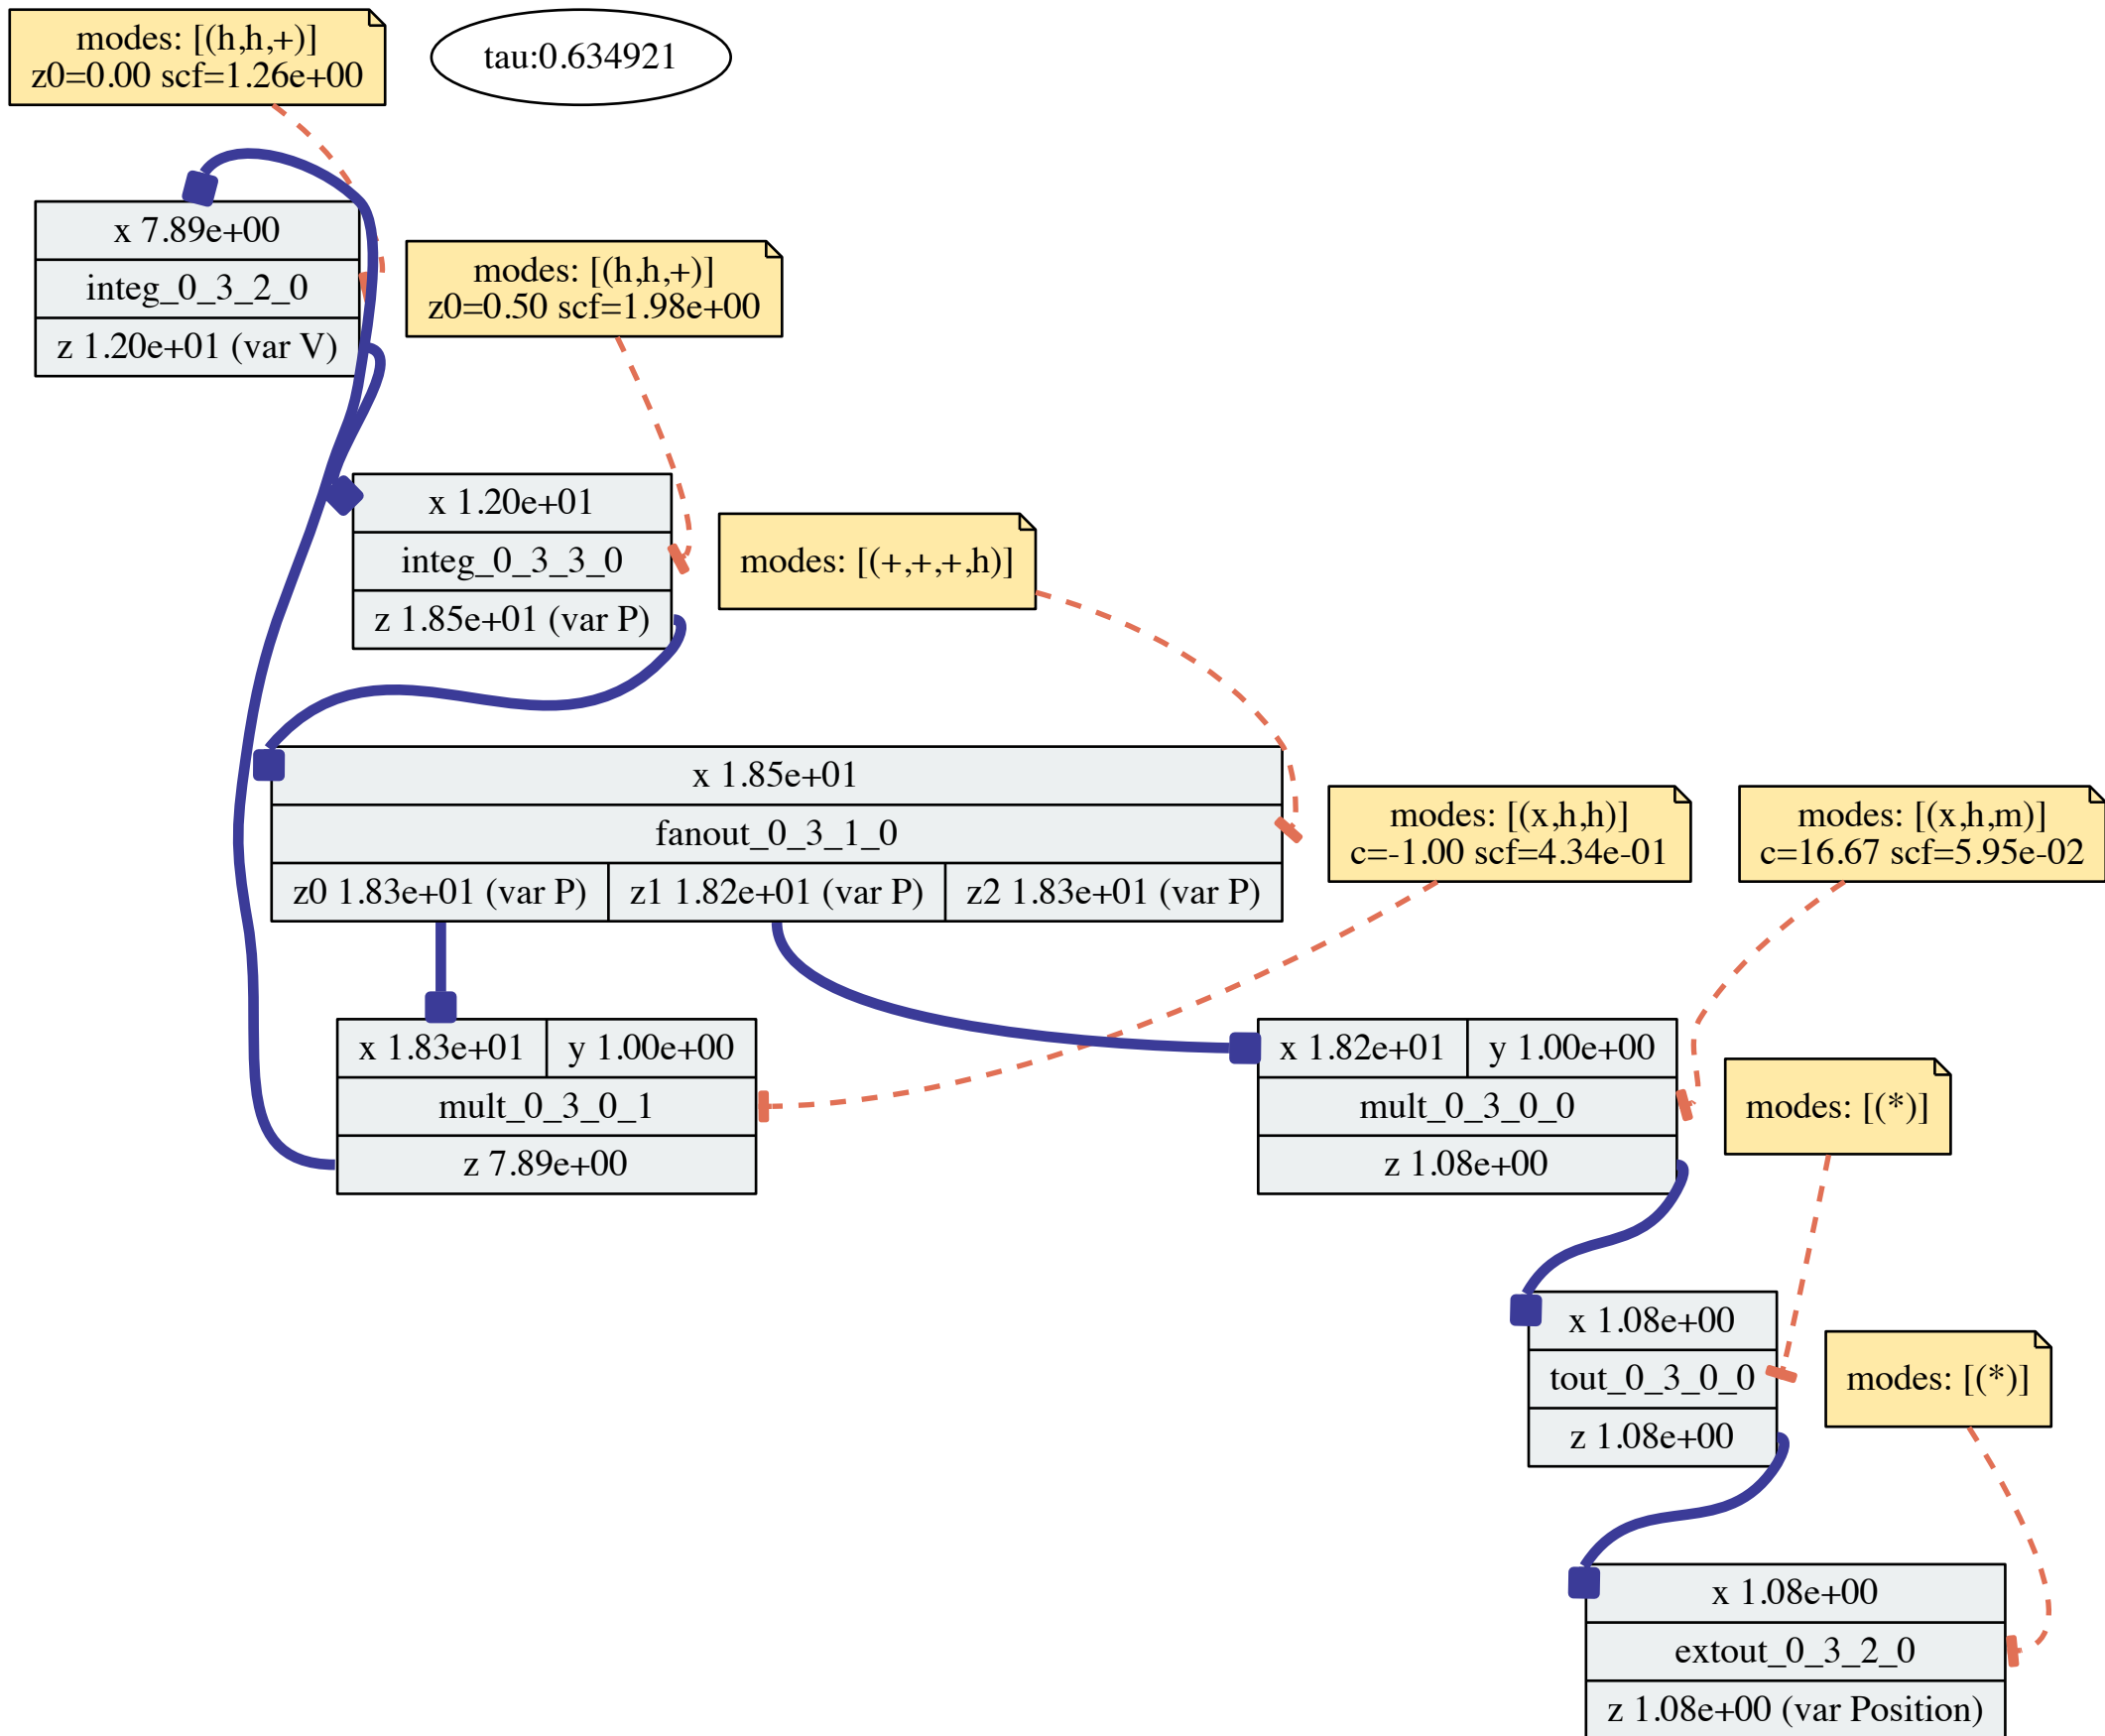 modes: [(h,h,+)]
z0=0.00 scf=1.26e+00
tau:0.634921
x 7.89e+00
integ_0_3_2_0
z 1.20e+01 (var V)
modes: [(h,h,+)]
z0=0.50 scf=1.98e+00
x 1.20e+01
integ_0_3_3_0
z 1.85e+01 (var P)
modes: [(+,+,+,h)]
x 1.85e+01
fanout_0_3_1_0
z0 1.83e+01 (var P)
z1 1.82e+01 (var P)
z2 1.83e+01 (var P)
modes: [(x,h,h)]
c=-1.00 scf=4.34e-01
modes: [(x,h,m)]
c=16.67 scf=5.95e-02
x 1.83e+01
y 1.00e+00
mult_0_3_0_1
z 7.89e+00
x 1.82e+01
y 1.00e+00
mult_0_3_0_0
z 1.08e+00
modes: [(*)]
x 1.08e+00
tout_0_3_0_0
z 1.08e+00
modes: [(*)]
x 1.08e+00
extout_0_3_2_0
z 1.08e+00 (var Position)